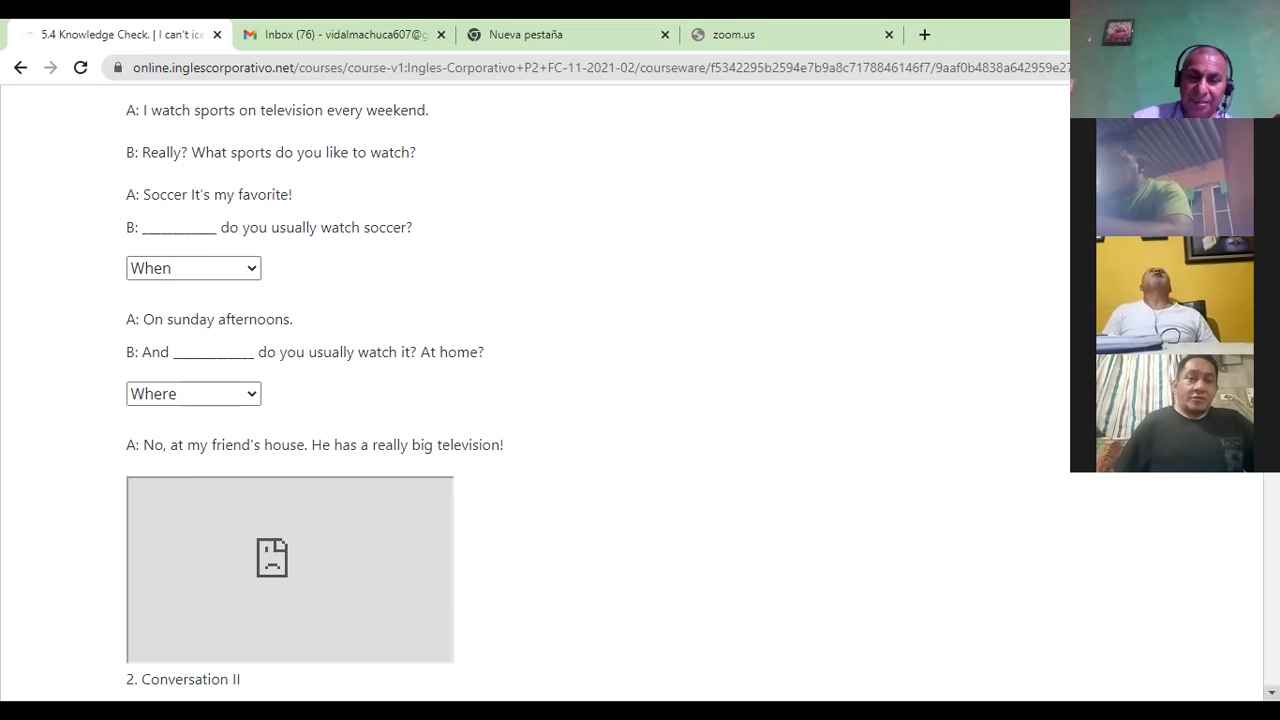 5.4 Knowledge Check. | I can't ice
Inbox (76) - vidalmachuca607@g
Nueva pestaña
zoom.us
online.inglescorporativo.net/courses/course-v1:Ingles-Corporativo+P2+FC-11-2021-02/courseware/f5342295b2594e7b9a8c7178846146f7/9aaf0b4838a642959e27
A: I watch sports on television every weekend.
B: Really? What sports do you like to watch?
A: Soccer It's my favorite!
B: ___________ do you usually watch soccer?
When
A: On sunday afternoons.
B: And ____________ do you usually watch it? At home?
Where
A: No, at my friend's house. He has a really big television!
2. Conversation II